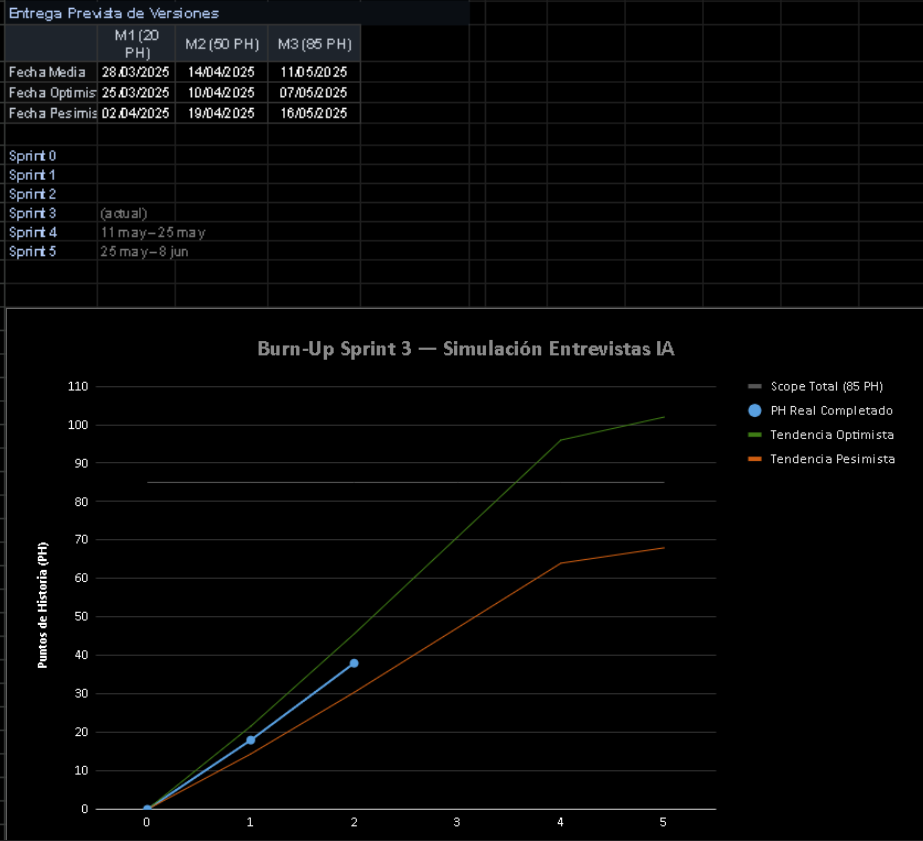 Entrega Prevista de Versiones
M1 (20 PH) M2 (50 PH) M3 (85 PH)
Fecha Media 28/03/2025 14/04/2025 11/05/2025
Fecha Optimis 25/03/2025 10/04/2025 07/05/2025
Fecha Pesimis 02/04/2025 19/04/2025 16/05/2025
Sprint 0
Sprint 1
Sprint 2
Sprint 3 (actual)
Sprint 4 11 may–25 may
Sprint 5 25 may–8 jun
Burn-Up Sprint 3 — Simulación Entrevistas IA
Puntos de Historia (PH)
110
100
90
80
70
60
50
40
30
20
10
0
0 1 2 3 4 5
Scope Total (85 PH)
PH Real Completado
Tendencia Optimista
Tendencia Pesimista